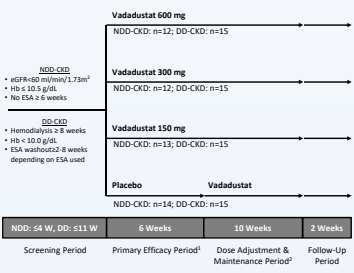 Vadadustat 600 mg
NDD-CKD: n=12; DD-CKD: n=15
NDD-CKD
• eGFR<60 ml/min/1.73m²
• Hb ≤ 10.5 g/dL
• No ESA ≥ 6 weeks
Vadadustat 300 mg
NDD-CKD: n=12; DD-CKD: n=15
DD-CKD
• Hemodialysis ≥ 8 weeks
• Hb < 10.0 g/dL
• ESA washout≥2-8 weeks
depending on ESA used
Vadadustat 150 mg
NDD-CKD: n=13; DD-CKD: n=15
Placebo Vadadustat
NDD-CKD: n=14; DD-CKD: n=15
NDD: ≤4 W, DD: ≤11 W 6 Weeks 10 Weeks 2 Weeks
Screening Period Primary Efficacy Period¹ Dose Adjustment & Follow-Up
Maintenance Period² Period